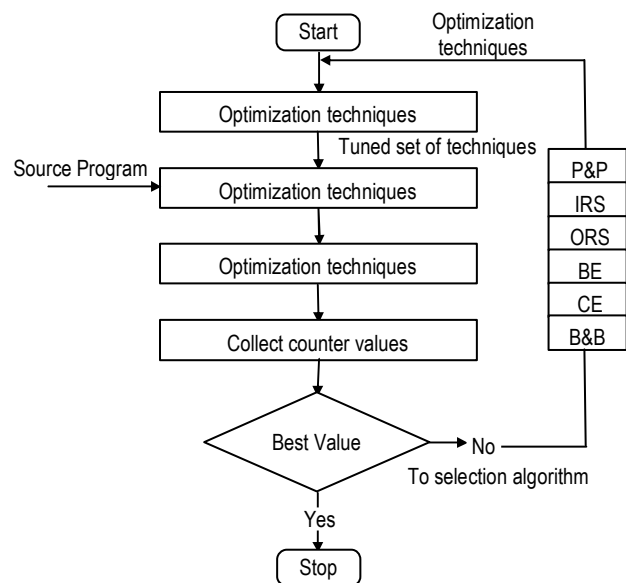 Start
Optimization
techniques
Optimization techniques
Tuned set of techniques
Source Program
Optimization techniques
Optimization techniques
Collect counter values
P&P
IRS
ORS
BE
CE
B&B
Best Value
No
To selection algorithm
Yes
Stop